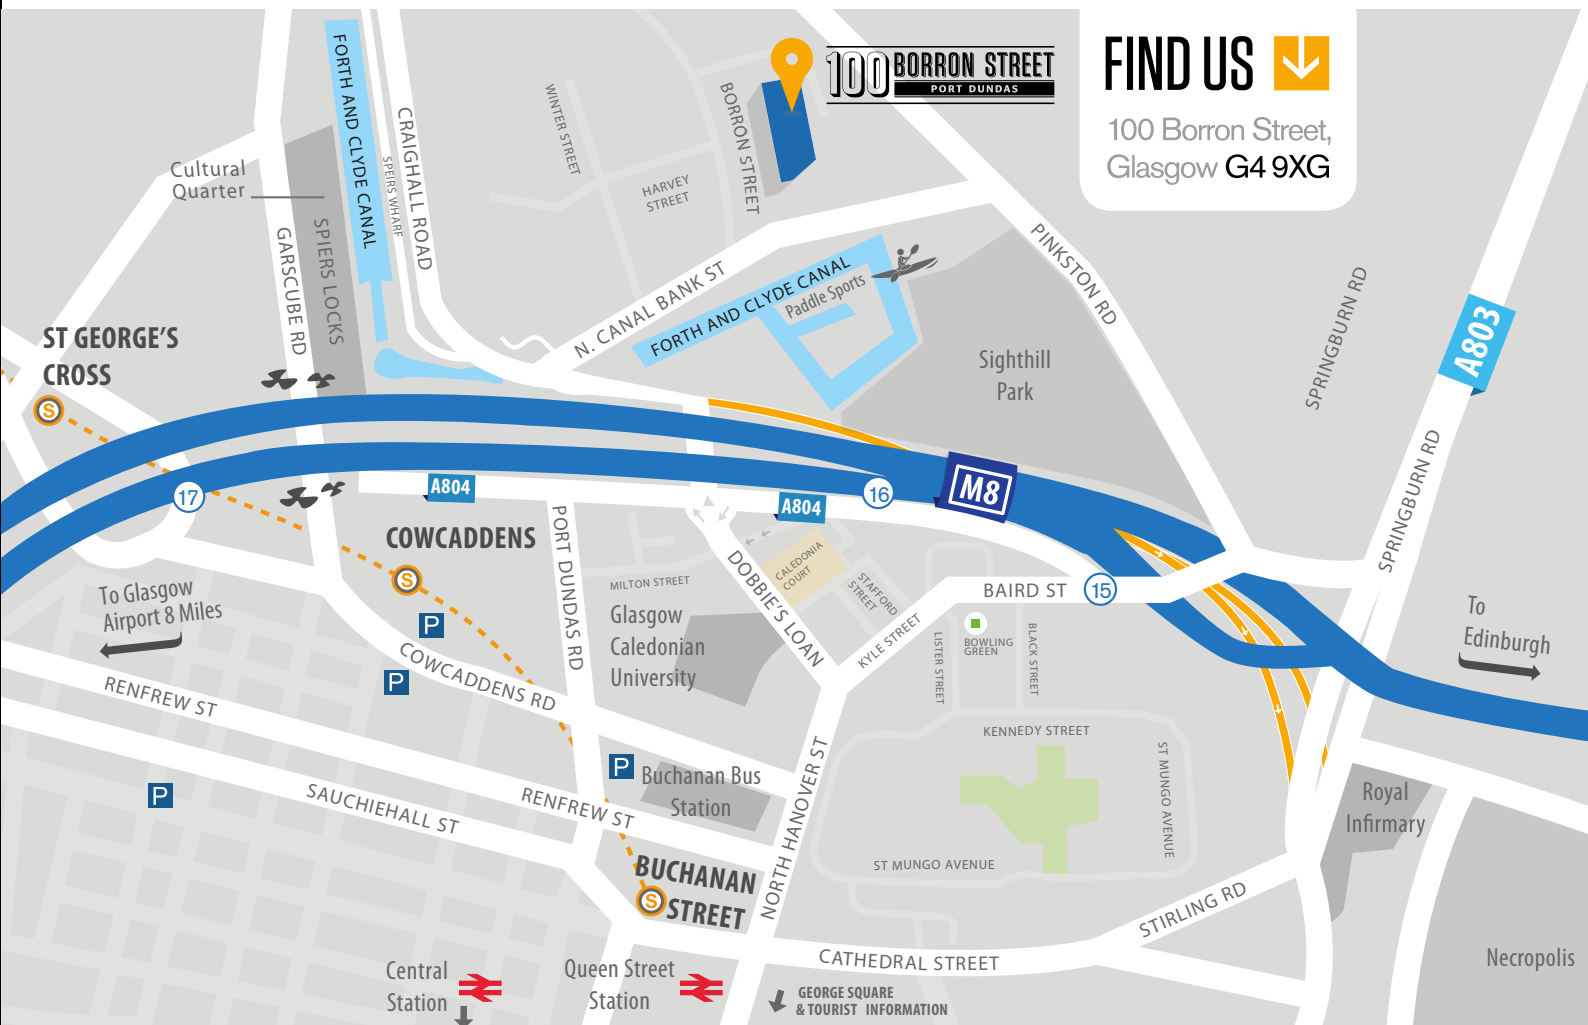 FIND US
100 Borron Street,
Glasgow G4 9XG
100 BORRON STREET
PORT DUNDAS
FORTH AND CLYDE CANAL
CRAIGHALL ROAD
SPEIRS WHARF
WINTER STREET
BORRON STREET
HARVEY
STREET
Cultural
Quarter
GARSCUBE RD
SPIERS LOCKS
N. CANAL BANK ST
FORTH AND CLYDE CANAL
Paddle Sports
PINKSTON RD
SPRINGBURN RD
A803
Sighthill
Park
ST GEORGE'S
CROSS
S
17
A804
A804
16
M8
SPRINGBURN RD
COWCADDENS
S
PORT DUNDAS RD
MILTON STREET
DOBBIE'S LOAN
CALEDONIA
COURT
STAFFORD
STREET
BAIRD ST
15
KYLE STREET
LISTER STREET
BOWLING
GREEN
BLACK STREET
To Glasgow
Airport 8 Miles
To
Edinburgh
P
P
Glasgow
Caledonian
University
COWCADDENS RD
RENFREW ST
KENNEDY STREET
ST MUNGO AVENUE
NORTH HANOVER ST
P
Buchanan Bus
Station
P
SAUCHIEHALL ST
RENFREW ST
Royal
Infirmary
ST MUNGO AVENUE
BUCHANAN
STREET
S
STIRLING RD
CATHEDRAL STREET
Necropolis
Central
Station
Queen Street
Station
GEORGE SQUARE
& TOURIST INFORMATION